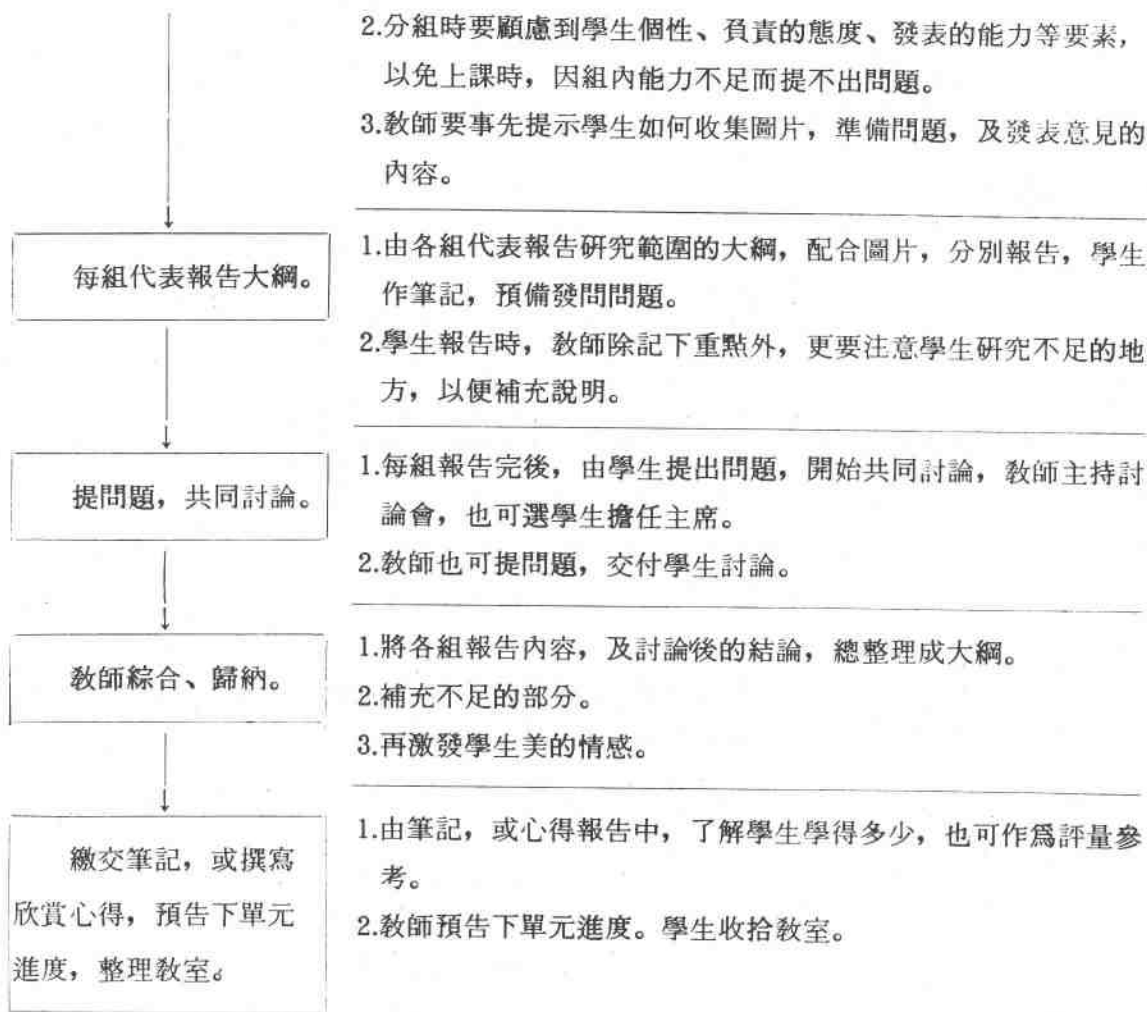 2.分組時要顧慮到學生個性、負責的態度、發表的能力等要素,
以免上課時，因組內能力不足而提不出問題。
3.教師要事先提示學生如何收集圖片，準備問題，及發表意見的
內容。
每組代表報告大綱。
1.由各組代表報告研究範圍的大綱，配合圖片，分別報告，學生
作筆記，預備發問問題。
2.學生報告時，教師除記下重點外，更要注意學生研究不足的地
方，以便補充說明。
提問題，共同討論。
1.每組報告完後，由學生提出問題，開始共同討論，教師主持討
論會，也可選學生擔任主席。
2.教師也可提問題，交付學生討論。
教師綜合、歸納。
1.將各組報告內容，及討論後的結論，總整理成大綱。
2.補充不足的部分。
3.再激發學生美的情感。
繳交筆記，或撰寫
欣賞心得，預告下單元
進度，整理教室。
1.由筆記，或心得報告中，了解學生學得多少，也可作爲評量參
考。
2.教師預告下單元進度。學生收拾教室。